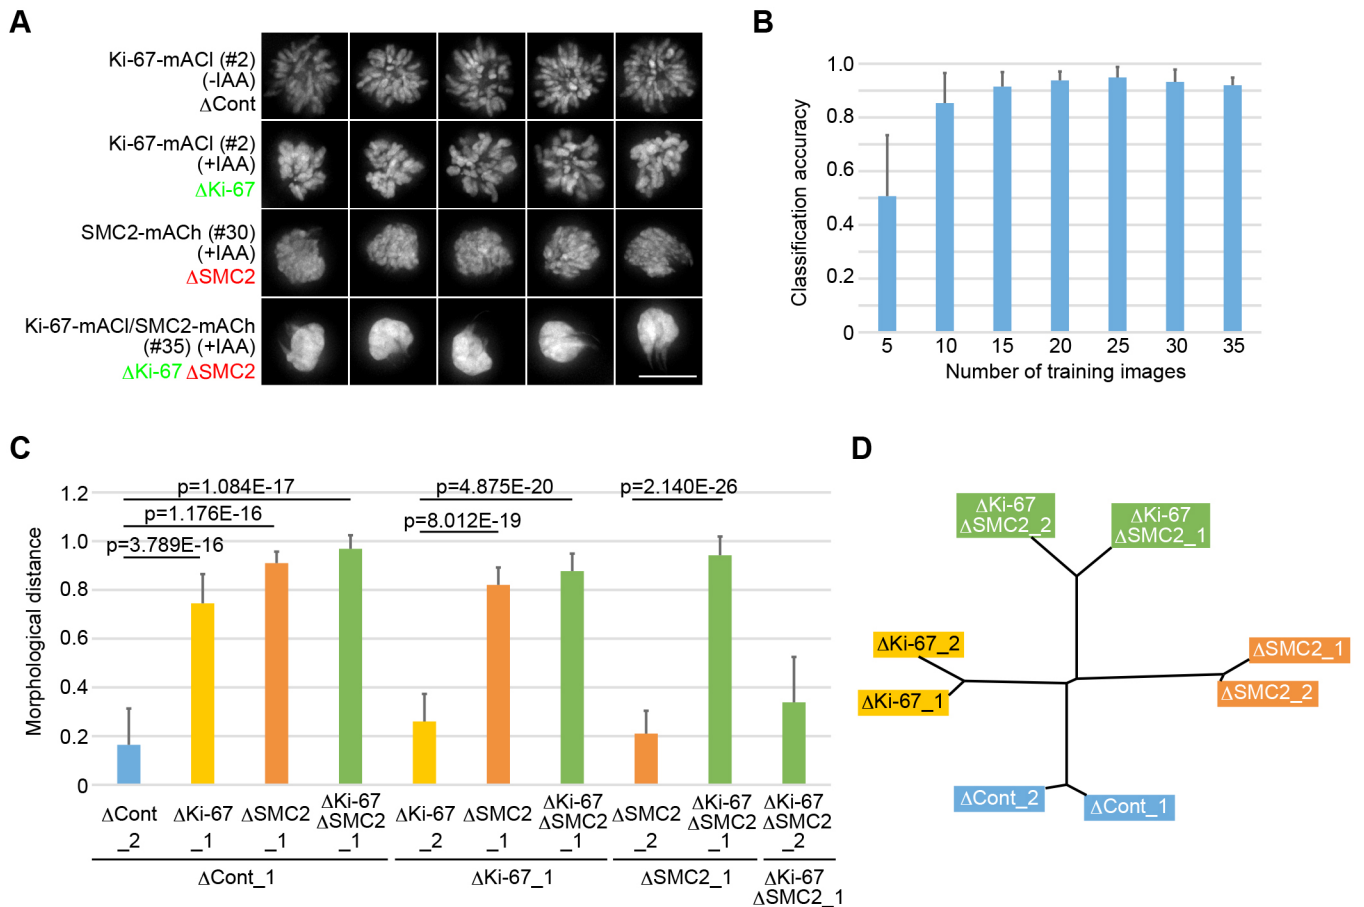 A
Ki-67-mACl (#2)
(-IAA)
ΔCont
Ki-67-mACl (#2)
(+IAA)
ΔKi-67
SMC2-mACh (#30)
(+IAA)
ΔSMC2
Ki-67-mACl/SMC2-mACh
(#35) (+IAA)
ΔKi-67 ΔSMC2
B
Classification accuracy
1.0
0.8
0.6
0.4
0.2
0
5 10 15 20 25 30 35
Number of training images
C
Morphological distance
1.2
1.0
0.8
0.6
0.4
0.2
0
p=1.084E-17
p=1.176E-16
p=3.789E-16
p=4.875E-20
p=8.012E-19
p=2.140E-26
ΔCont
_2
ΔKi-67
_1
ΔSMC2
_1
ΔKi-67
ΔSMC2
_1
ΔKi-67
_2
ΔSMC2
_1
ΔKi-67
ΔSMC2
_1
ΔSMC2
_2
ΔKi-67
ΔSMC2
_1
ΔKi-67
ΔSMC2
_2
ΔCont_1
ΔKi-67_1
ΔSMC2_1
ΔKi-67
ΔSMC2_1
D
ΔKi-67
ΔSMC2_2
ΔKi-67
ΔSMC2_1
ΔKi-67_2
ΔKi-67_1
ΔSMC2_1
ΔSMC2_2
ΔCont_2
ΔCont_1